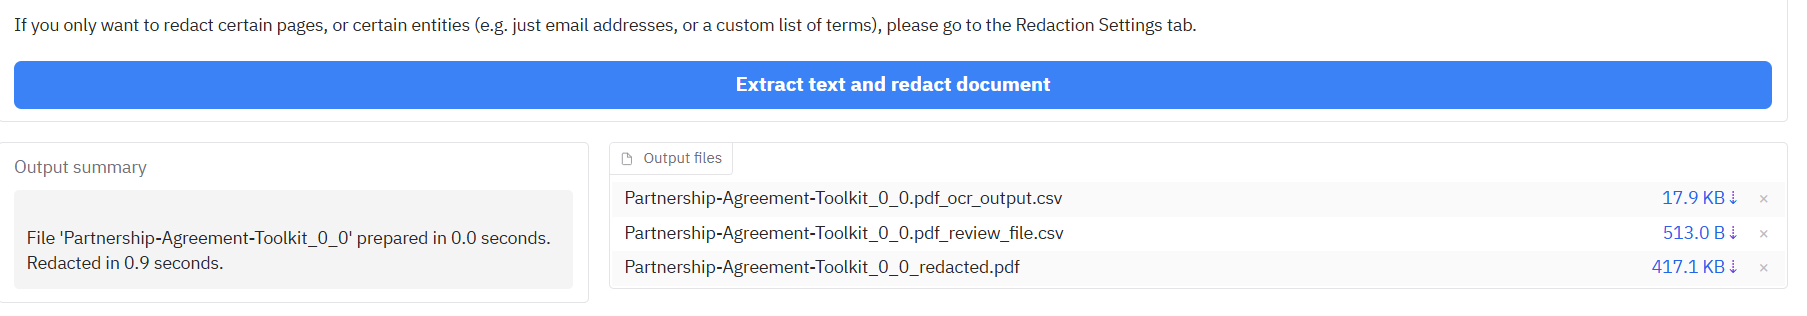 If you only want to redact certain pages, or certain entities (e.g. just email addresses, or a custom list of terms), please go to the Redaction Settings tab.
Extract text and redact document
Output summary
File 'Partnership-Agreement-Toolkit_0_0' prepared in 0.0 seconds.
Redacted in 0.9 seconds.
Output files
Partnership-Agreement-Toolkit_0_0.pdf_ocr_output.csv 17.9 KB ⇣ ×
Partnership-Agreement-Toolkit_0_0.pdf_review_file.csv 513.0 B ⇣ ×
Partnership-Agreement-Toolkit_0_0_redacted.pdf 417.1 KB ⇣ ×